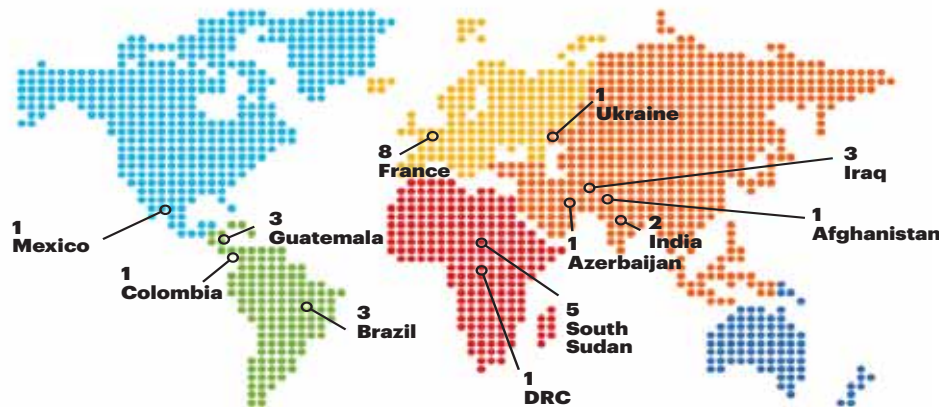 1
Ukraine
8
France
3
Iraq
1
Mexico
3
Guatemala
2
India
1
Afghanistan
1
Azerbaijan
1
Colombia
3
Brazil
5
South
Sudan
1
DRC